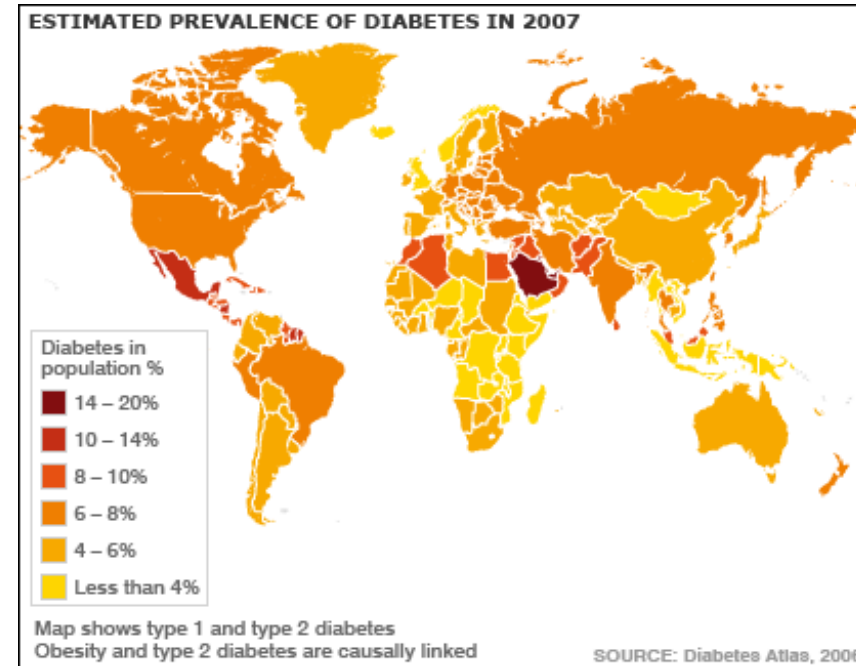 ESTIMATED PREVALENCE OF DIABETES IN 2007
Diabetes in
population %
14 – 20%
10 – 14%
8 – 10%
6 – 8%
4 – 6%
Less than 4%
Map shows type 1 and type 2 diabetes
Obesity and type 2 diabetes are causally linked
SOURCE: Diabetes Atlas, 2006